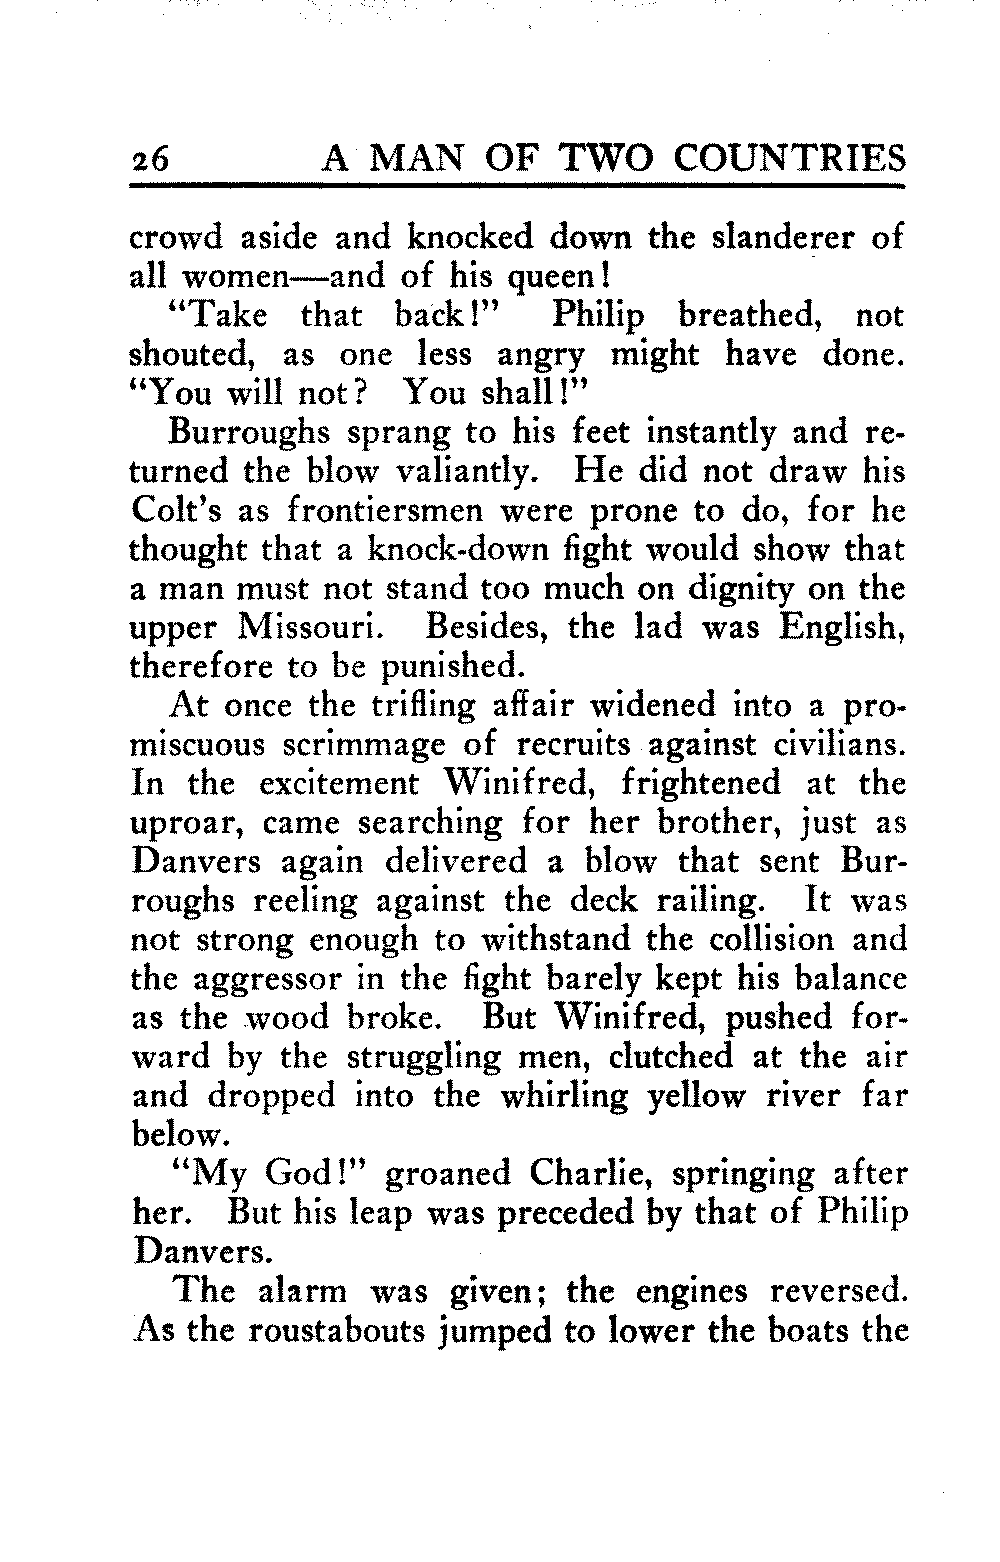 26 A MAN OF TWO COUNTRIES
crowd aside and knocked down the slanderer of
all women—and of his queen!
“Take that back!” Philip breathed, not
shouted, as one less angry might have done.
“You will not? You shall!”
Burroughs sprang to his feet instantly and re-
turned the blow valiantly. He did not draw his
Colt’s as frontiersmen were prone to do, for he
thought that a knock-down fight would show that
a man must not stand too much on dignity on the
upper Missouri. Besides, the lad was English,
therefore to be punished.
At once the trifling affair widened into a pro-
miscuous scrimmage of recruits against civilians.
In the excitement Winifred, frightened at the
uproar, came searching for her brother, just as
Danvers again delivered a blow that sent Bur-
roughs reeling against the deck railing. It was
not strong enough to withstand the collision and
the aggressor in the fight barely kept his balance
as the wood broke. But Winifred, pushed for-
ward by the struggling men, clutched at the air
and dropped into the whirling yellow river far
below.
“My God!” groaned Charlie, springing after
her. But his leap was preceded by that of Philip
Danvers.
The alarm was given; the engines reversed.
As the roustabouts jumped to lower the boats the